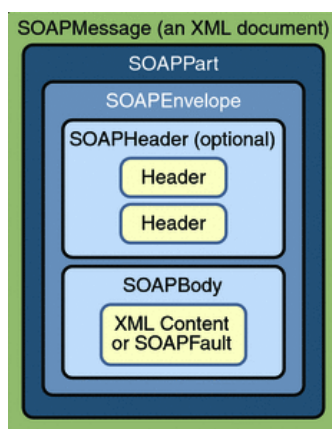 SOAPMessage (an XML document)
SOAPPart
SOAPEnvelope
SOAPHeader (optional)
Header
Header
SOAPBody
XML Content
or SOAPFault